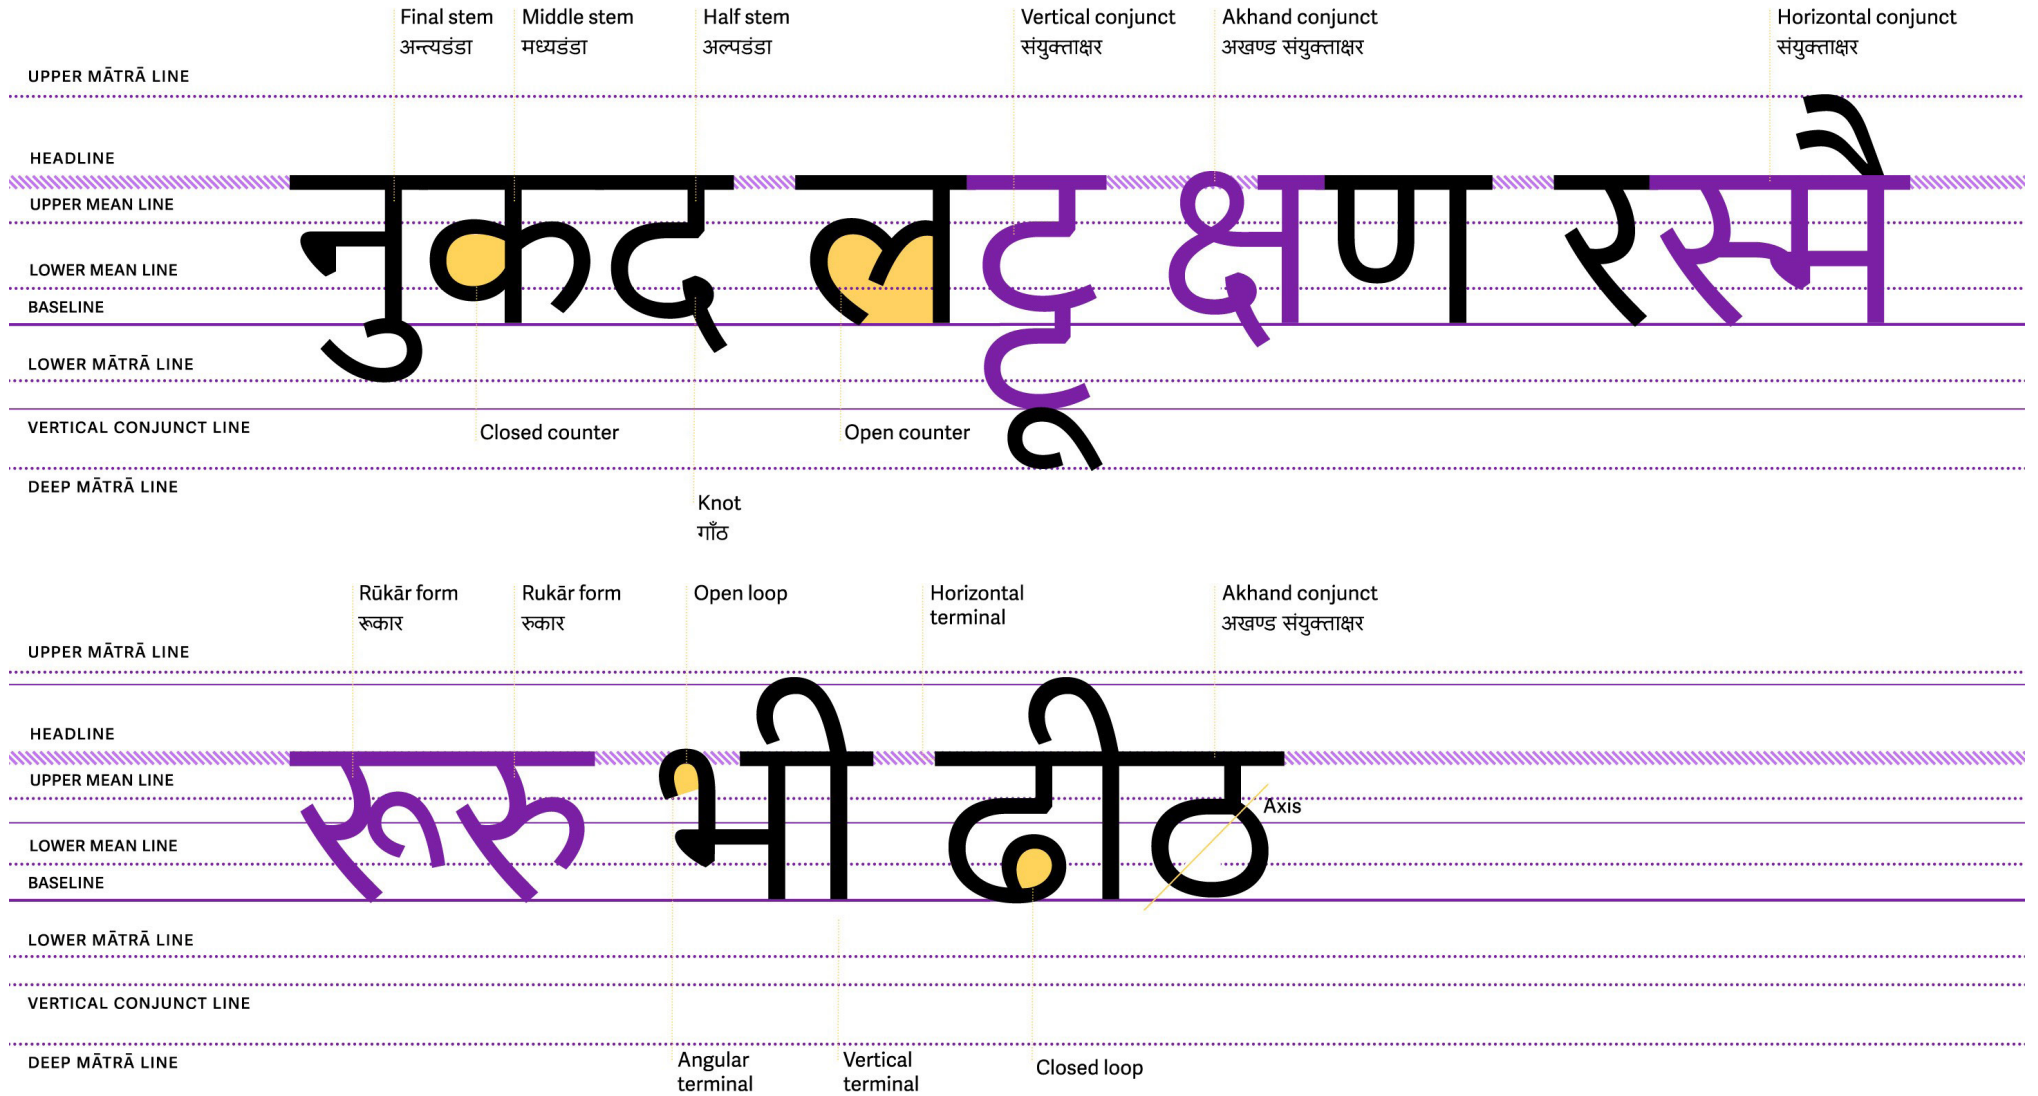 Final stem
अन्त्यडंडा
Middle stem
मध्यडंडा
Half stem
अल्पडंडा
Vertical conjunct
संयुक्ताक्षर
Akhand conjunct
अखण्ड संयुक्ताक्षर
Horizontal conjunct
संयुक्ताक्षर
UPPER MĀTRĀ LINE
HEADLINE
UPPER MEAN LINE
LOWER MEAN LINE
BASELINE
LOWER MĀTRĀ LINE
VERTICAL CONJUNCT LINE
DEEP MĀTRĀ LINE
नुकद लट्टू क्षण रस्मै
Closed counter
Open counter
Knot
गाँठ
Rūkār form
रूकार
Rukār form
रुकार
Open loop
Horizontal
terminal
Akhand conjunct
अखण्ड संयुक्ताक्षर
UPPER MĀTRĀ LINE
HEADLINE
UPPER MEAN LINE
LOWER MEAN LINE
BASELINE
LOWER MĀTRĀ LINE
VERTICAL CONJUNCT LINE
DEEP MĀTRĀ LINE
रूरु भी ढीठ
Axis
Angular
terminal
Vertical
terminal
Closed loop